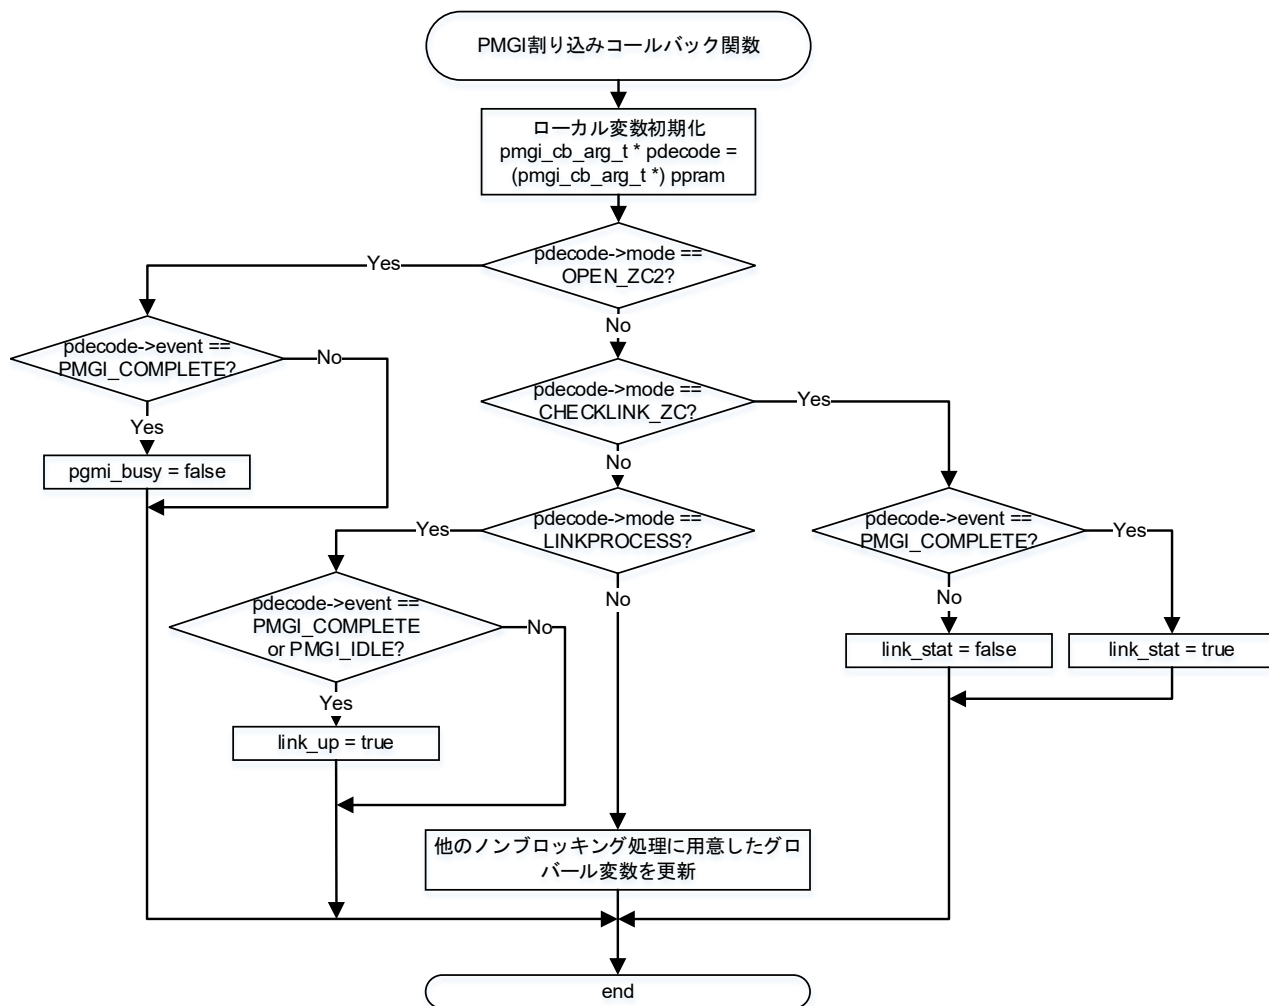 PMGI割り込みコールバック関数
ローカル変数初期化
pmgi_cb_arg_t * pdecode =
(pmgi_cb_arg_t *) ppram
pdecode->mode ==
OPEN_ZC2?
Yes
No
pdecode->event ==
PMGI_COMPLETE?
No
Yes
pgmi_busy = false
pdecode->mode ==
CHECKLINK_ZC?
Yes
No
pdecode->mode ==
LINKPROCESS?
Yes
No
pdecode->event ==
PMGI_COMPLETE?
Yes
No
link_stat = false
link_stat = true
pdecode->event ==
PMGI_COMPLETE
or PMGI_IDLE?
No
Yes
link_up = true
他のノンブロッキング処理に用意したグロ
バール変数を更新
end